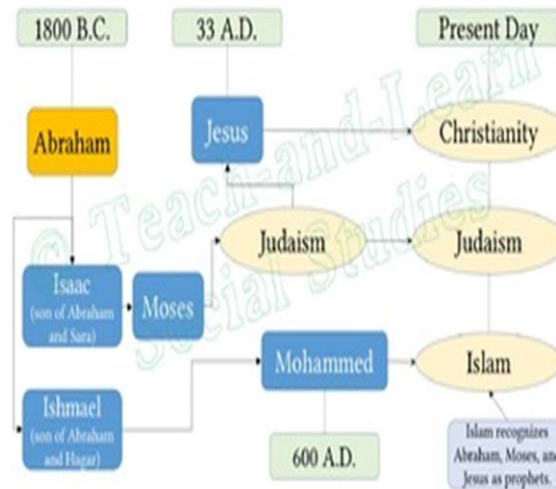 1800 B.C.
33 A.D.
Present Day
Abraham
Jesus
Christianity
Judaism
Judaism
Isaac
(son of Abraham
and Sara)
Moses
Mohammed
Islam
Ishmael
(son of Abraham
and Hagar)
600 A.D.
Islam recognizes
Abraham, Moses, and
Jesus as prophets.
© Teach-and-Learn
Social Studies